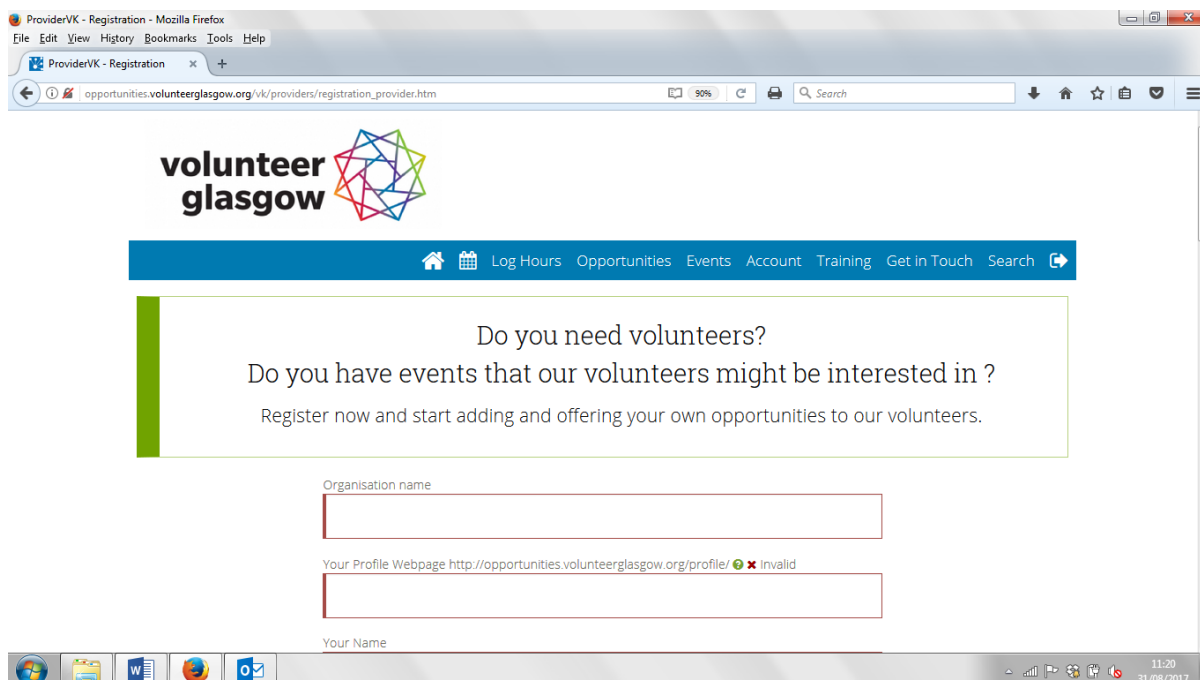 ProviderVK - Registration - Mozilla Firefox
File Edit View History Bookmarks Tools Help
ProviderVK - Registration × +
opportunities.volunteerglasgow.org/vk/providers/registration_provider.htm 90% Search
volunteer
glasgow
Log Hours Opportunities Events Account Training Get in Touch Search
Do you need volunteers?
Do you have events that our volunteers might be interested in ?
Register now and start adding and offering your own opportunities to our volunteers.
Organisation name
Your Profile Webpage http://opportunities.volunteerglasgow.org/profile/ Invalid
Your Name
11:20
31/08/2017